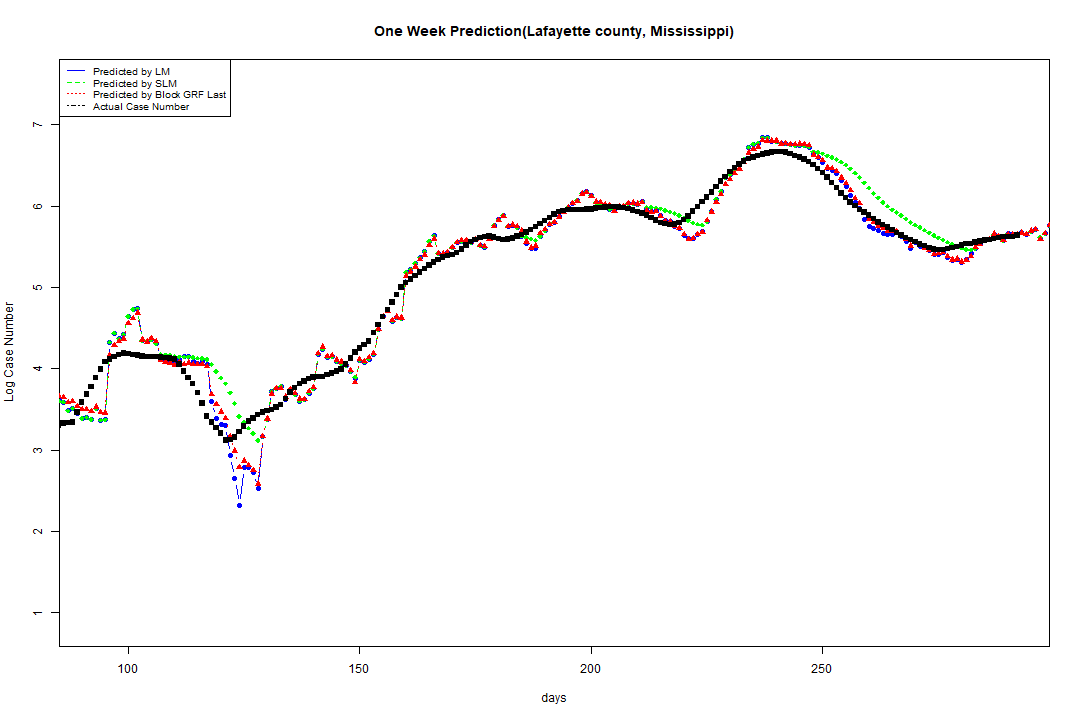 One Week Prediction(Lafayette county, Mississippi)
Predicted by LM
Predicted by SLM
Predicted by Block GRF Last
Actual Case Number
Log Case Number
7
6
5
4
3
2
1
100 150 200 250
days